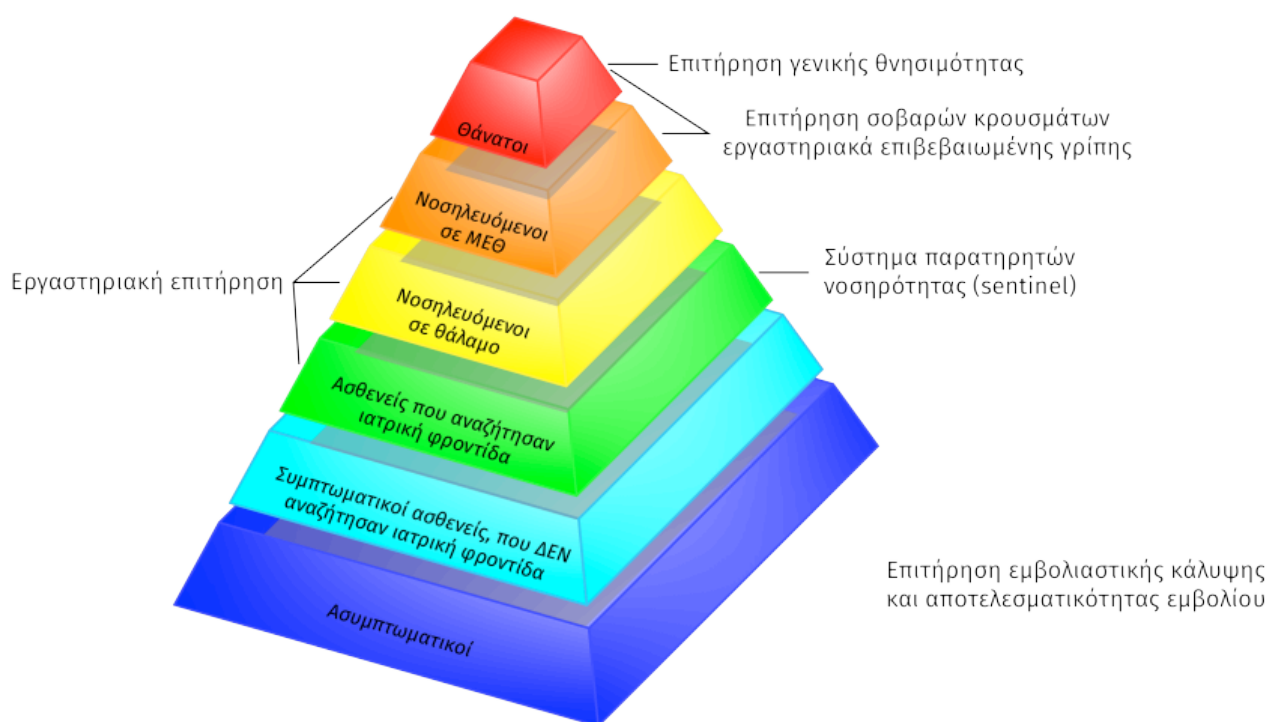 Επιτήρηση γενικής θνησιμότητας
Θάνατοι
Επιτήρηση σοβαρών κρουσμάτων
εργαστηριακά επιβεβαιωμένης γρίπης
Νοσηλευόμενοι
σε ΜΕΘ
Εργαστηριακή επιτήρηση
Σύστημα παρατηρητών
νοσηρότητας (sentinel)
Νοσηλευόμενοι
σε θάλαμο
Ασθενείς που αναζήτησαν
ιατρική φροντίδα
Συμπτωματικοί ασθενείς, που ΔΕΝ
αναζήτησαν ιατρική φροντίδα
Επιτήρηση εμβολιαστικής κάλυψης
και αποτελεσματικότητας εμβολίου
Ασυμπτωματικοί